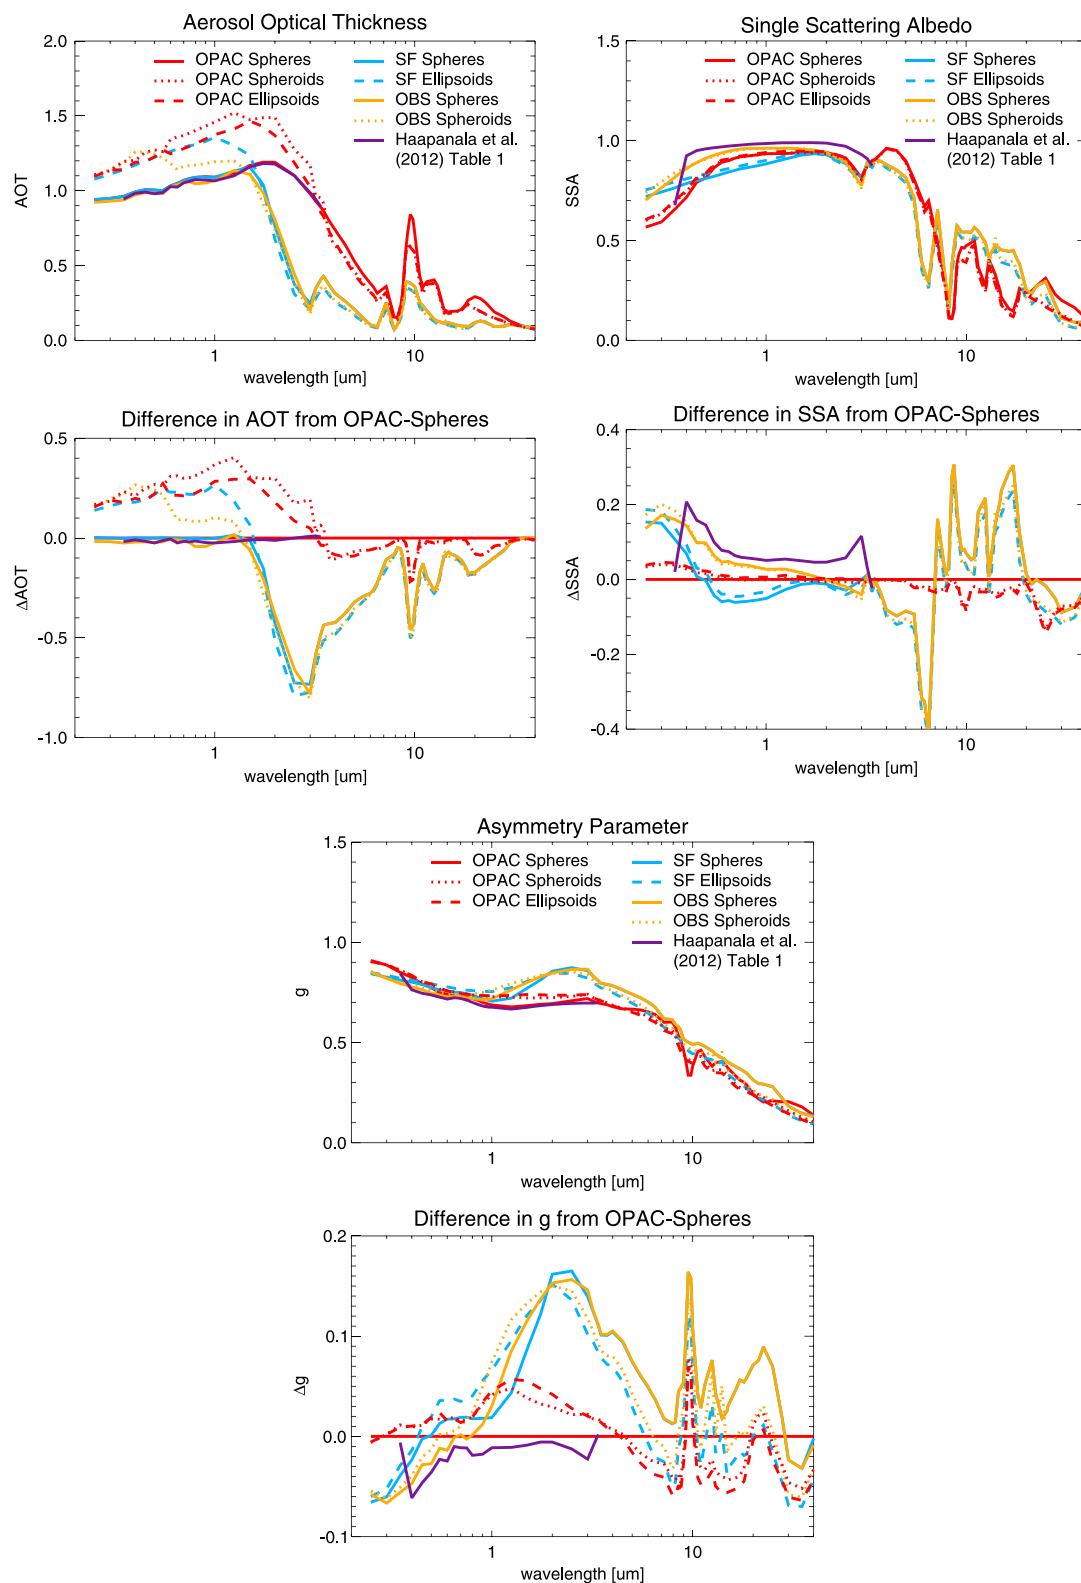 Aerosol Optical Thickness
2.0
1.5
1.0
0.5
0.0
AOT
OPAC Spheres
OPAC Spheroids
OPAC Ellipsoids
SF Spheres
SF Ellipsoids
OBS Spheres
OBS Spheroids
Haapanala et al.
(2012) Table 1
1
10
wavelength [um]
Single Scattering Albedo
1.5
1.0
0.5
0.0
SSA
OPAC Spheres
OPAC Spheroids
OPAC Ellipsoids
SF Spheres
SF Ellipsoids
OBS Spheres
OBS Spheroids
Haapanala et al.
(2012) Table 1
1
10
wavelength [um]
Difference in AOT from OPAC-Spheres
0.5
0.0
-0.5
-1.0
ΔAOT
1
10
wavelength [um]
Difference in SSA from OPAC-Spheres
0.4
0.2
0.0
-0.2
-0.4
ΔSSA
1
10
wavelength [um]
Asymmetry Parameter
1.5
1.0
0.5
0.0
g
OPAC Spheres
OPAC Spheroids
OPAC Ellipsoids
SF Spheres
SF Ellipsoids
OBS Spheres
OBS Spheroids
Haapanala et al.
(2012) Table 1
1
10
wavelength [um]
Difference in g from OPAC-Spheres
0.2
0.1
0.0
-0.1
Δg
1
10
wavelength [um]